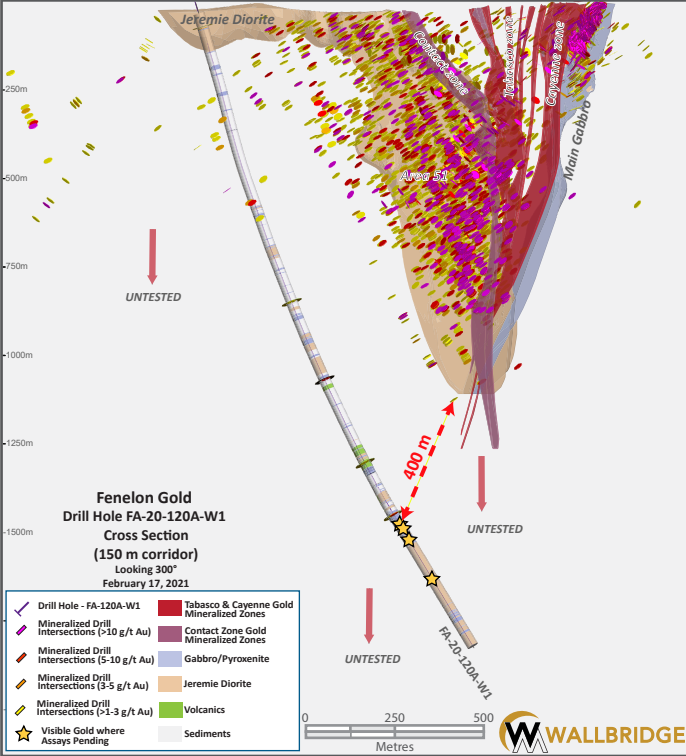 Jeremie Diorite
Contact zone
Tabasco zone
Cayenne zone
Main Gabbro
Area 51
-250m
-500m
-750m
-1000m
-1250m
-1500m
UNTESTED
400 m
UNTESTED
UNTESTED
FA-20-120A-W1
Fenelon Gold
Drill Hole FA-20-120A-W1
Cross Section
(150 m corridor)
Looking 300°
February 17, 2021
Drill Hole - FA-120A-W1
Mineralized Drill
Intersections (>10 g/t Au)
Mineralized Drill
Intersections (5-10 g/t Au)
Mineralized Drill
Intersections (3-5 g/t Au)
Mineralized Drill
Intersections (>1-3 g/t Au)
Visible Gold where
Assays Pending
Tabasco & Cayenne Gold
Mineralized Zones
Contact Zone Gold
Mineralized Zones
Gabbro/Pyroxenite
Jeremie Diorite
Volcanics
Sediments
0 250 500
Metres
WALLBRIDGE